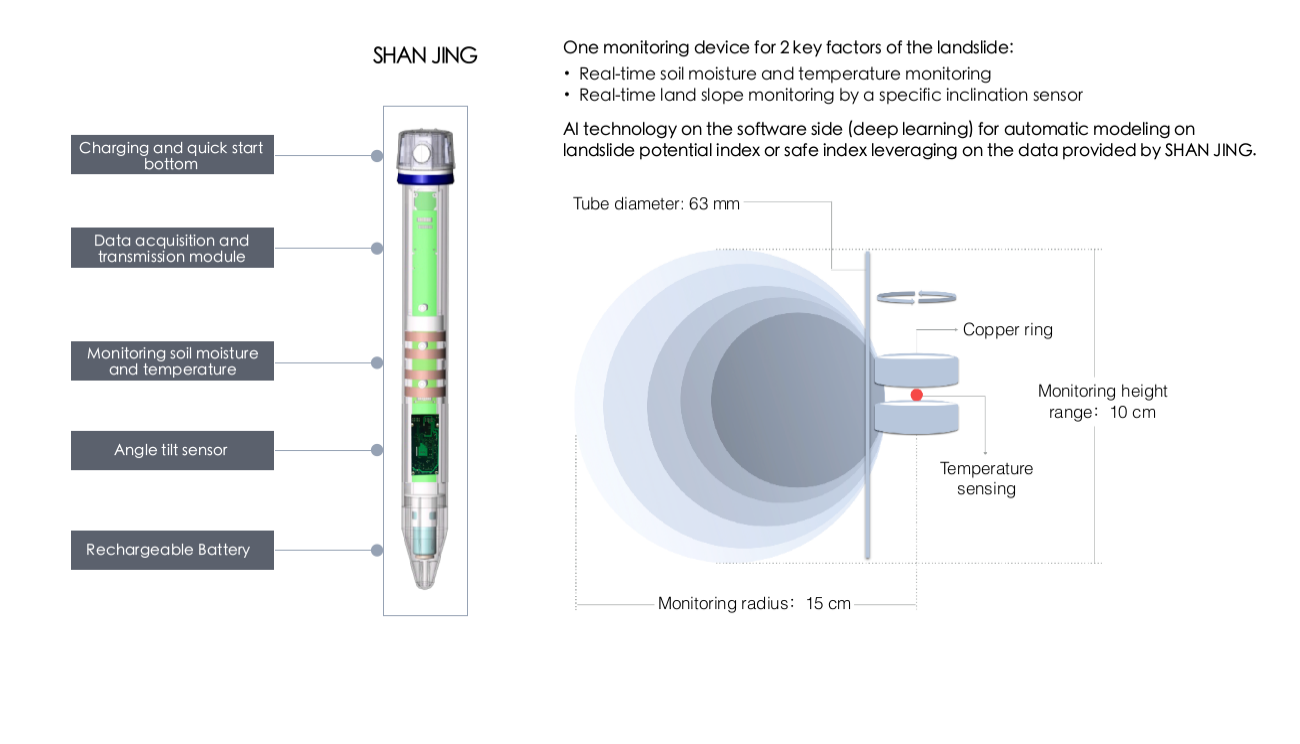 SHAN JING
Charging and quick start
bottom
Data acquisition and
transmission module
Monitoring soil moisture
and temperature
Angle tilt sensor
Rechargeable Battery
One monitoring device for 2 key factors of the landslide:
• Real-time soil moisture and temperature monitoring
• Real-time land slope monitoring by a specific inclination sensor
AI technology on the software side (deep learning) for automatic modeling on
landslide potential index or safe index leveraging on the data provided by SHAN JING.
Tube diameter: 63 mm
Copper ring
Monitoring height
range: 10 cm
Temperature
sensing
Monitoring radius: 15 cm